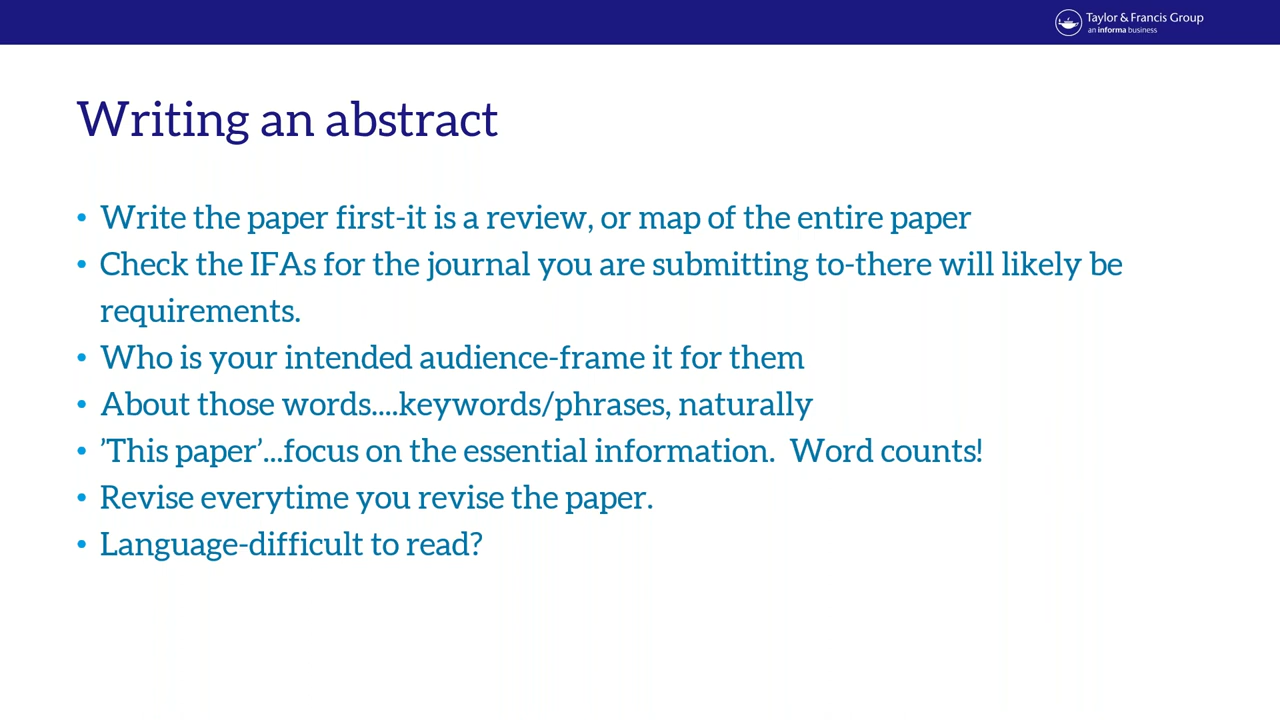 Taylor & Francis Group
an informa business
Writing an abstract
• Write the paper first-it is a review, or map of the entire paper
• Check the IFAs for the journal you are submitting to-there will likely be
requirements.
• Who is your intended audience-frame it for them
• About those words....keywords/phrases, naturally
• ’This paper’...focus on the essential information.  Word counts!
• Revise everytime you revise the paper.
• Language-difficult to read?